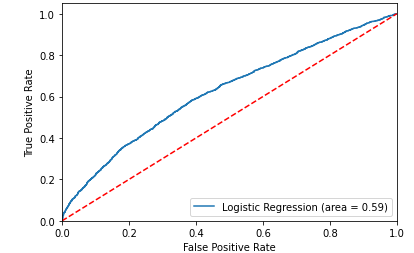 1.0
0.8
0.6
0.4
0.2
0.0
True Positive Rate
Logistic Regression (area = 0.59)
0.0 0.2 0.4 0.6 0.8 1.0
False Positive Rate